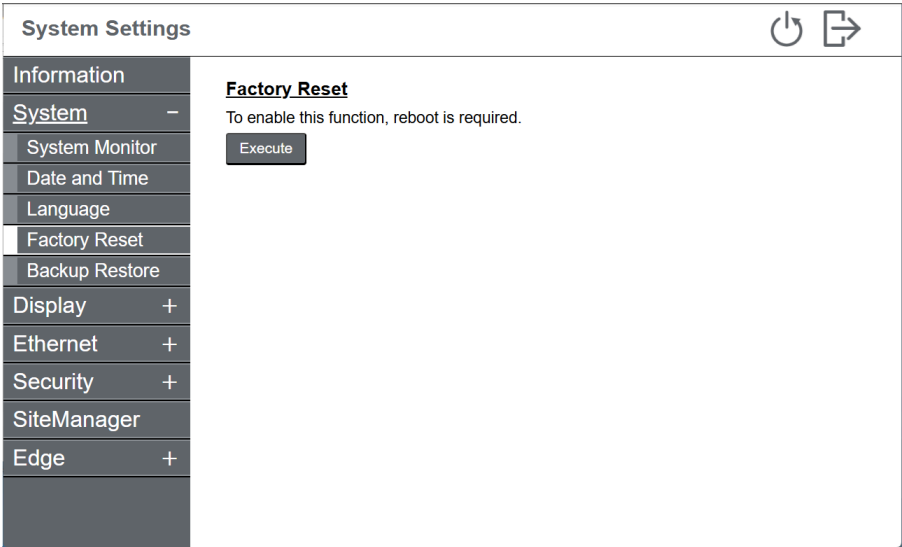 System Settings
Information
System −
System Monitor
Date and Time
Language
Factory Reset
Backup Restore
Display +
Ethernet +
Security +
SiteManager
Edge +
Factory Reset
To enable this function, reboot is required.
Execute